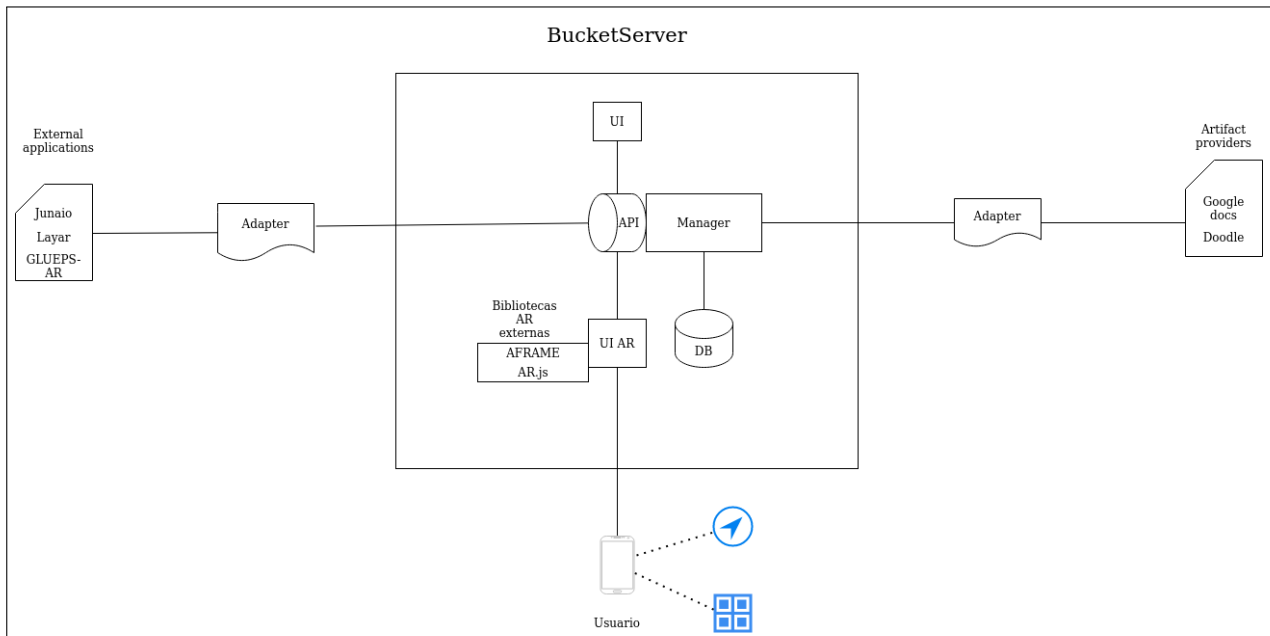 BucketServer
UI
External
applications
Artifact
providers
Junaio
Layar
GLUEPS-
AR
Adapter
API
Manager
Adapter
Google
docs
Doodle
Bibliotecas
AR
externas
AFRAME
AR.js
UI AR
DB
Usuario